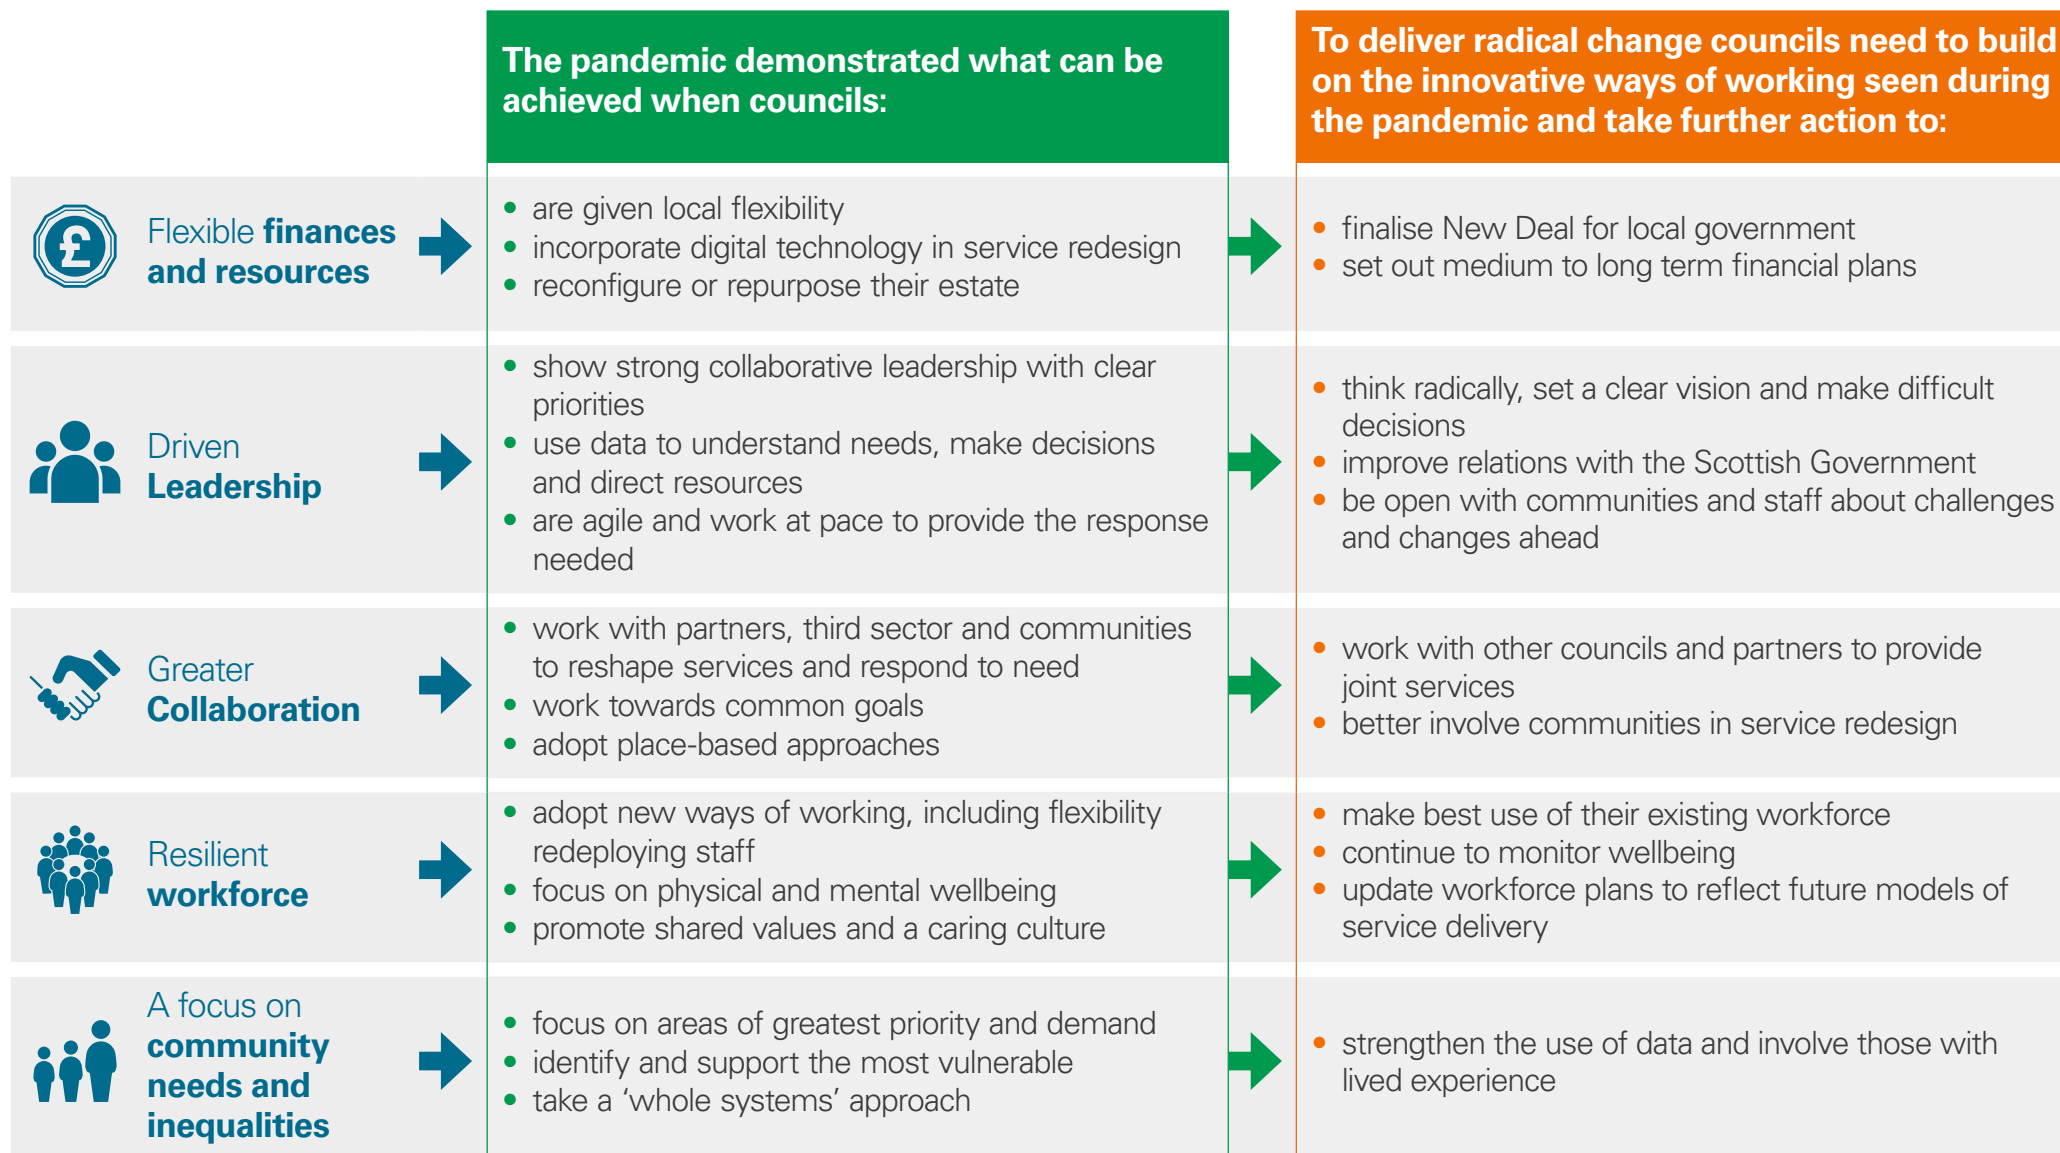 The pandemic demonstrated what can be
achieved when councils:
To deliver radical change councils need to build
on the innovative ways of working seen during
the pandemic and take further action to:
£
Flexible finances
and resources
• are given local flexibility
• incorporate digital technology in service redesign
• reconfigure or repurpose their estate
• finalise New Deal for local government
• set out medium to long term financial plans
Driven
Leadership
• show strong collaborative leadership with clear
priorities
• use data to understand needs, make decisions
and direct resources
• are agile and work at pace to provide the response
needed
• think radically, set a clear vision and make difficult
decisions
• improve relations with the Scottish Government
• be open with communities and staff about challenges
and changes ahead
Greater
Collaboration
• work with partners, third sector and communities
to reshape services and respond to need
• work towards common goals
• adopt place-based approaches
• work with other councils and partners to provide
joint services
• better involve communities in service redesign
Resilient
workforce
• adopt new ways of working, including flexibility
redeploying staff
• focus on physical and mental wellbeing
• promote shared values and a caring culture
• make best use of their existing workforce
• continue to monitor wellbeing
• update workforce plans to reflect future models of
service delivery
A focus on
community
needs and
inequalities
• focus on areas of greatest priority and demand
• identify and support the most vulnerable
• take a ‘whole systems’ approach
• strengthen the use of data and involve those with
lived experience